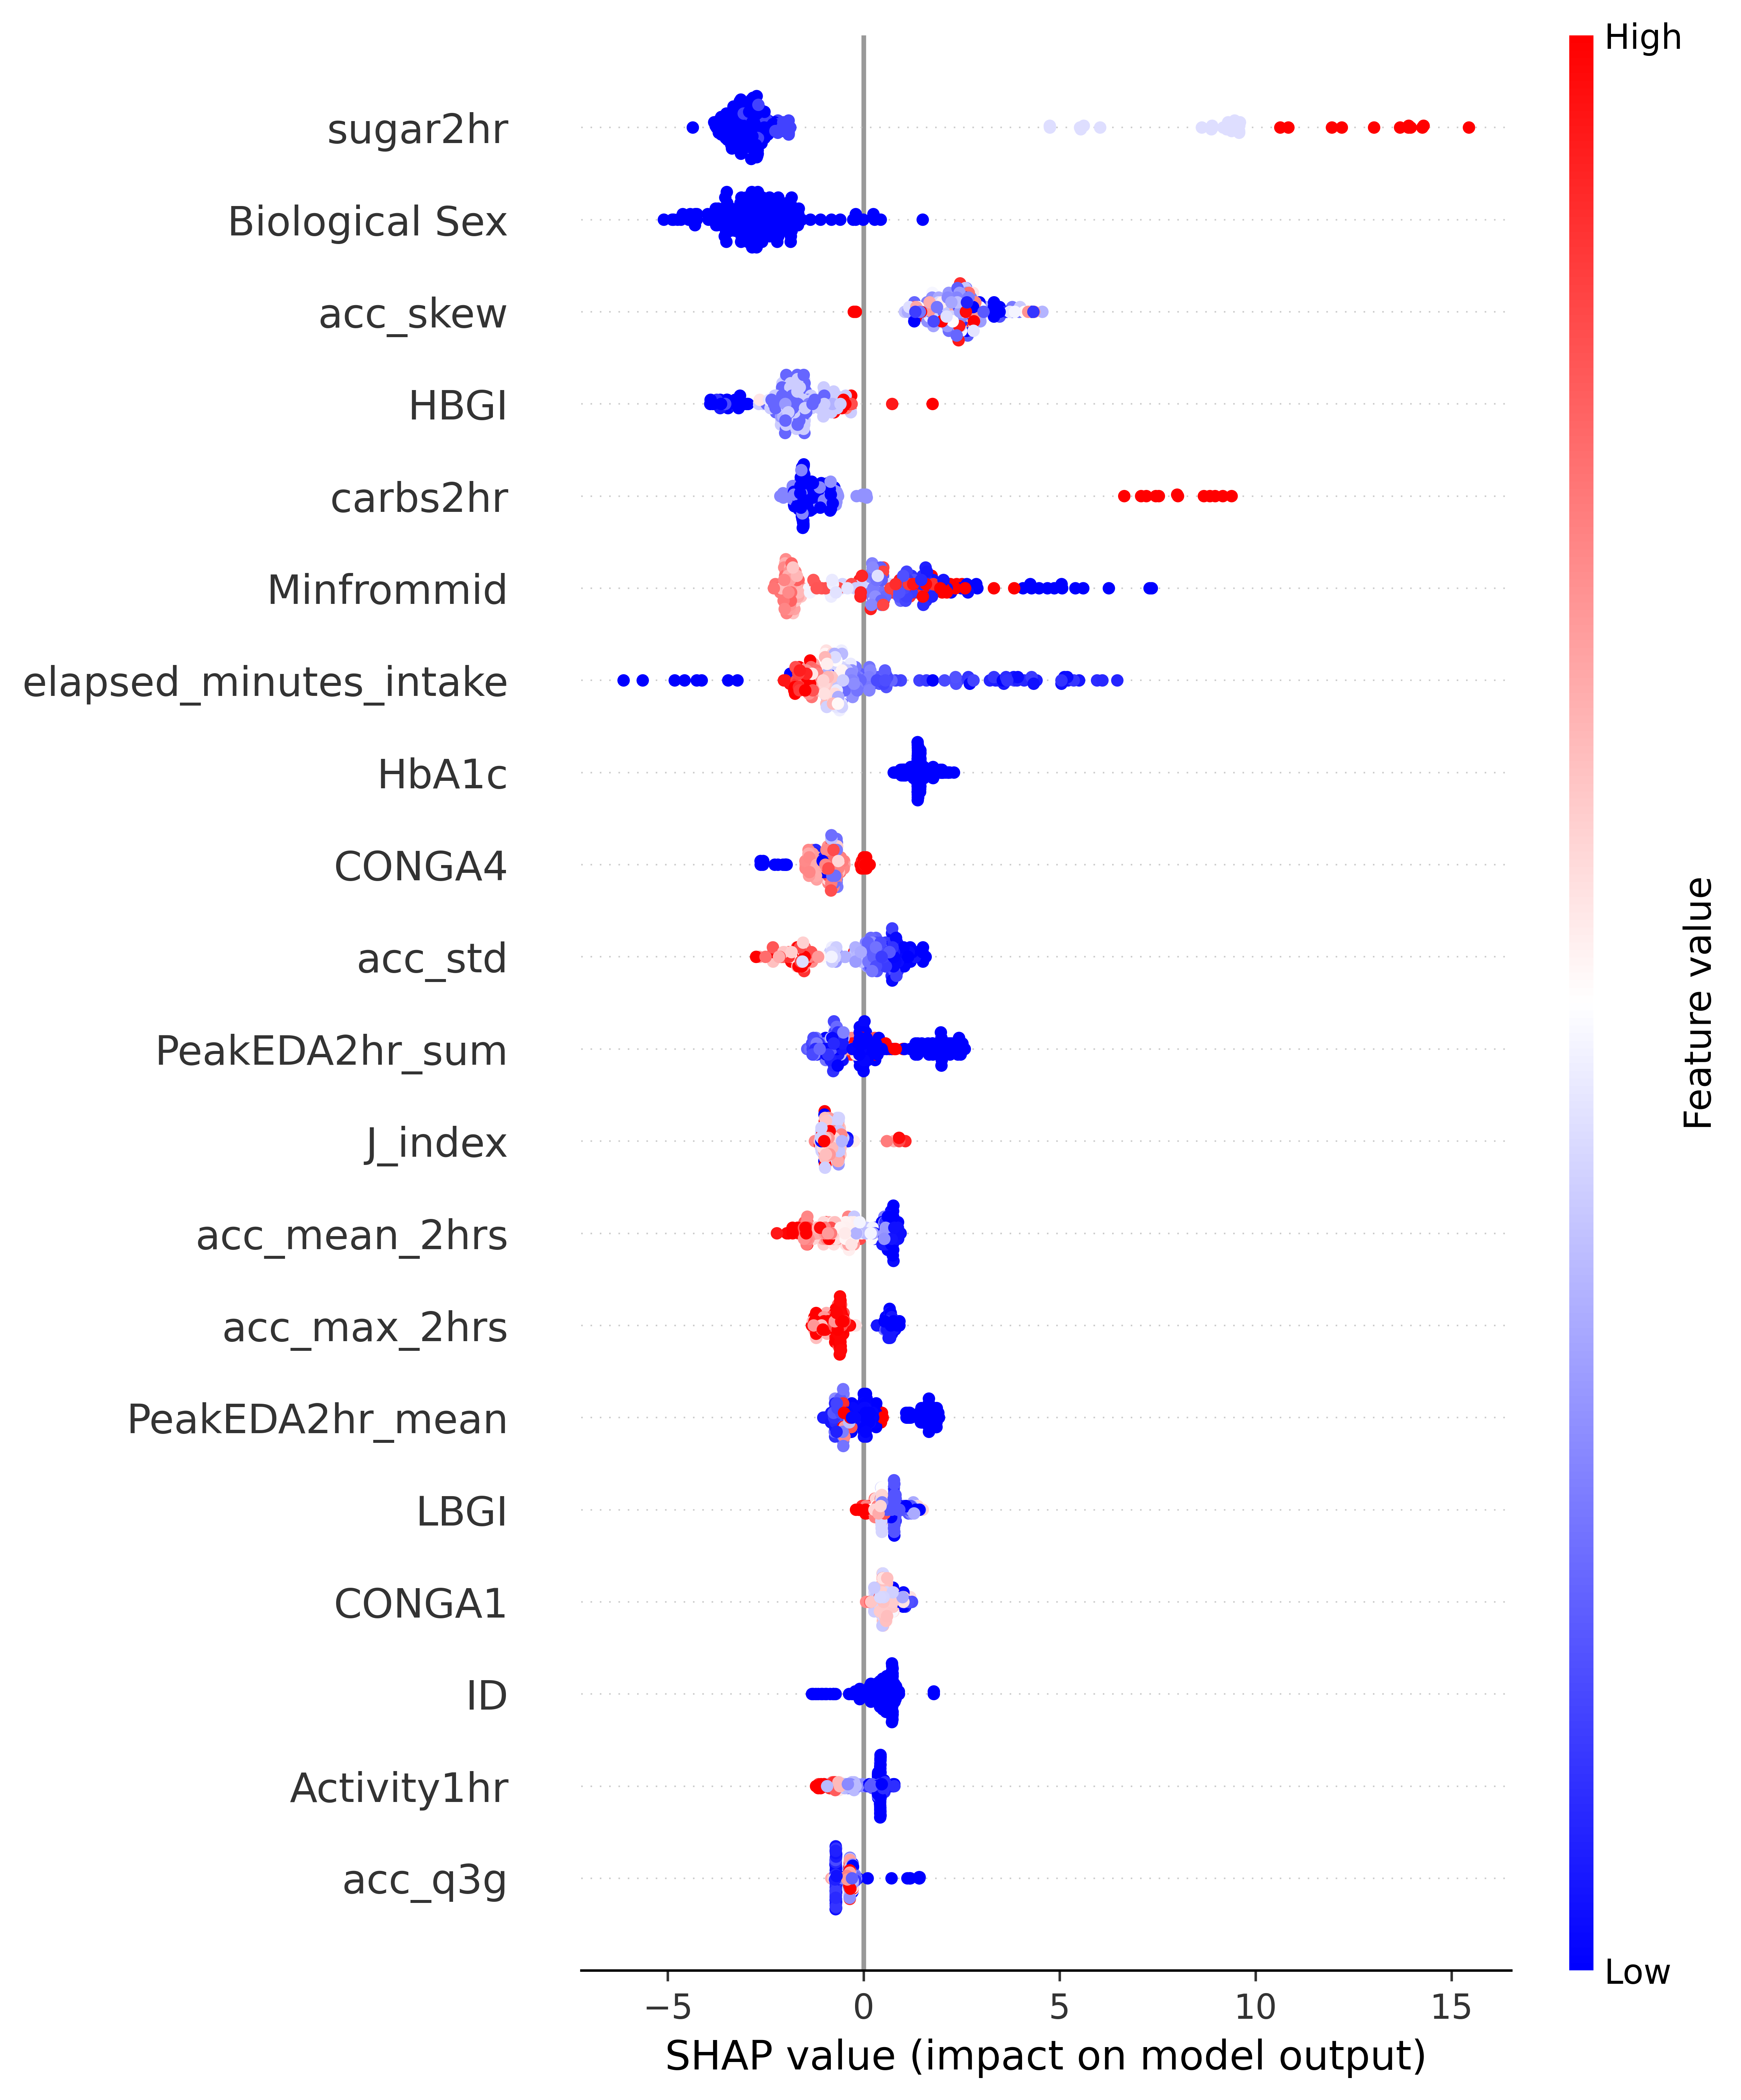 High
sugar2hr
Biological Sex
acc_skew
HBGI
carbs2hr
Minfrommid
elapsed_minutes_intake
HbA1c
CONGA4
acc_std
PeakEDA2hr_sum
J_index
acc_mean_2hrs
acc_max_2hrs
PeakEDA2hr_mean
LBGI
CONGA1
ID
Activity1hr
acc_q3g
Feature value
Low
−5 0 5 10 15
SHAP value (impact on model output)